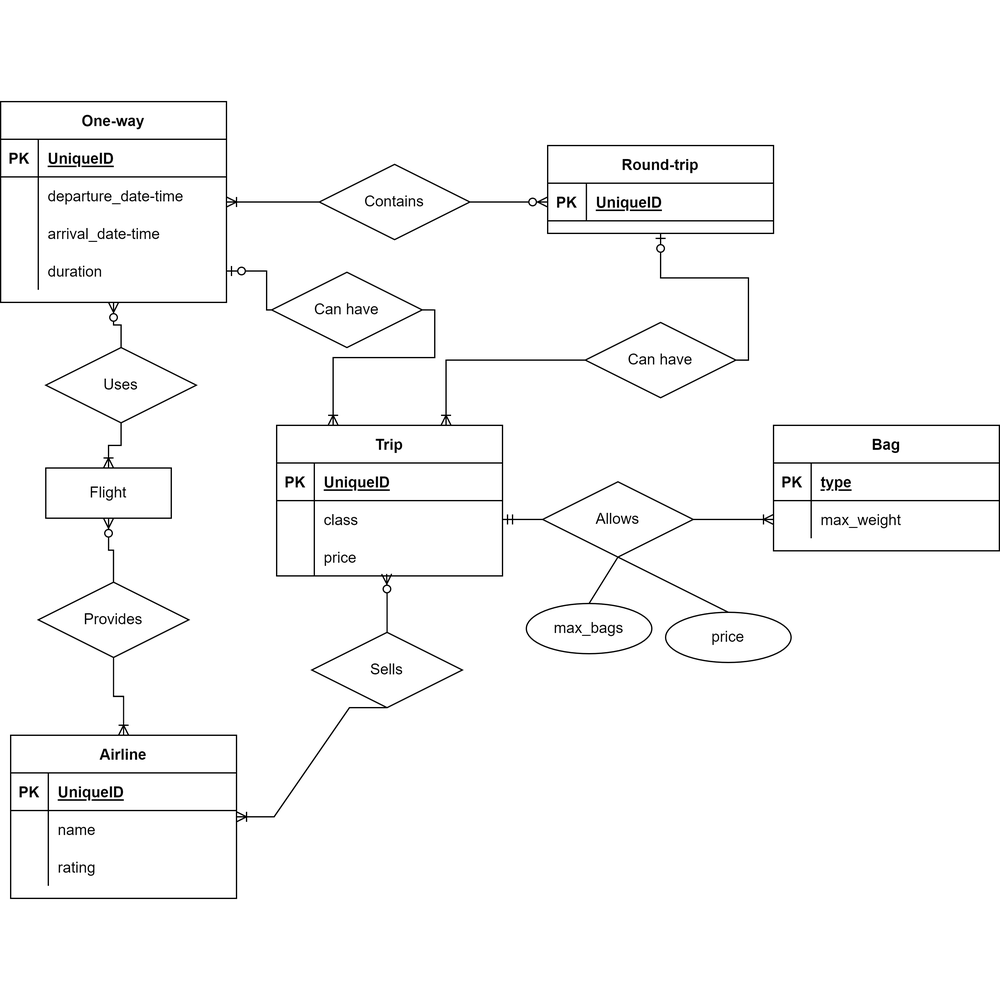 One-way
PK UniqueID
departure_date-time
arrival_date-time
duration
Contains
Round-trip
PK UniqueID
Can have
Can have
Uses
Flight
Trip
PK UniqueID
class
price
Allows
max_bags
price
Bag
PK type
max_weight
Provides
Sells
Airline
PK UniqueID
name
rating